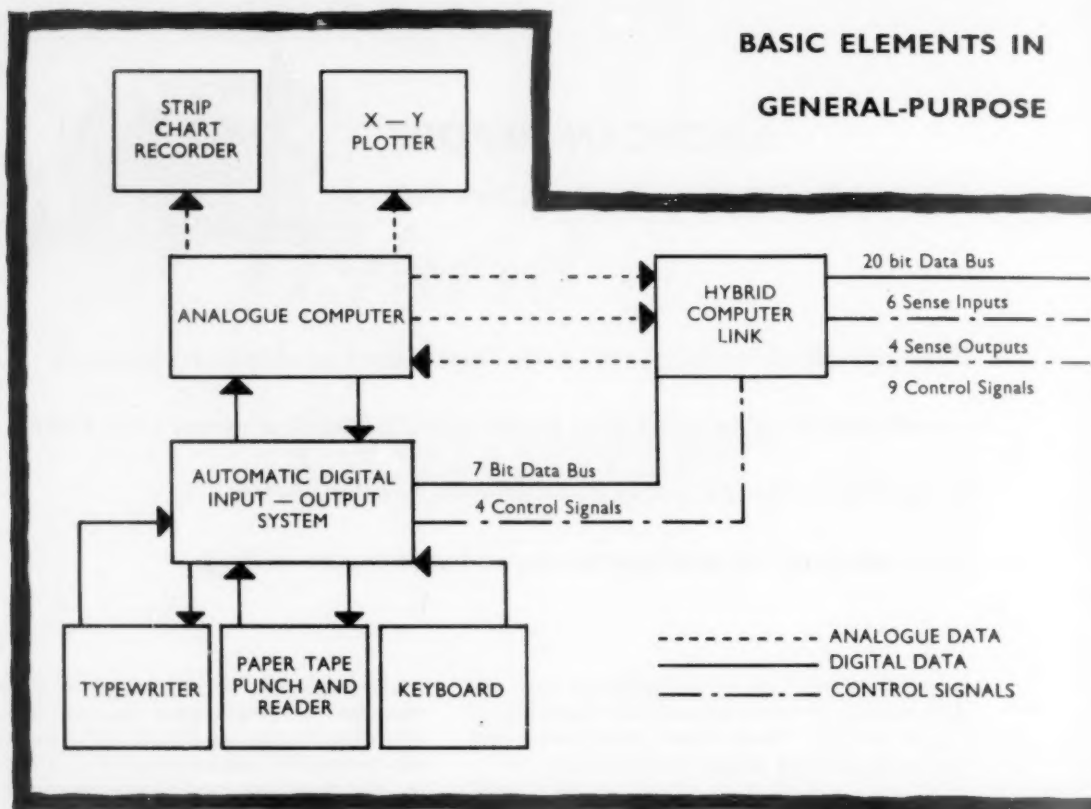 BASIC ELEMENTS IN
GENERAL-PURPOSE
STRIP
CHART
RECORDER
X — Y
PLOTTER
ANALOGUE COMPUTER
HYBRID
COMPUTER
LINK
20 bit Data Bus
6 Sense Inputs
4 Sense Outputs
9 Control Signals
AUTOMATIC DIGITAL
INPUT — OUTPUT
SYSTEM
7 Bit Data Bus
4 Control Signals
TYPEWRITER
PAPER TAPE
PUNCH AND
READER
KEYBOARD
ANALOGUE DATA
DIGITAL DATA
CONTROL SIGNALS